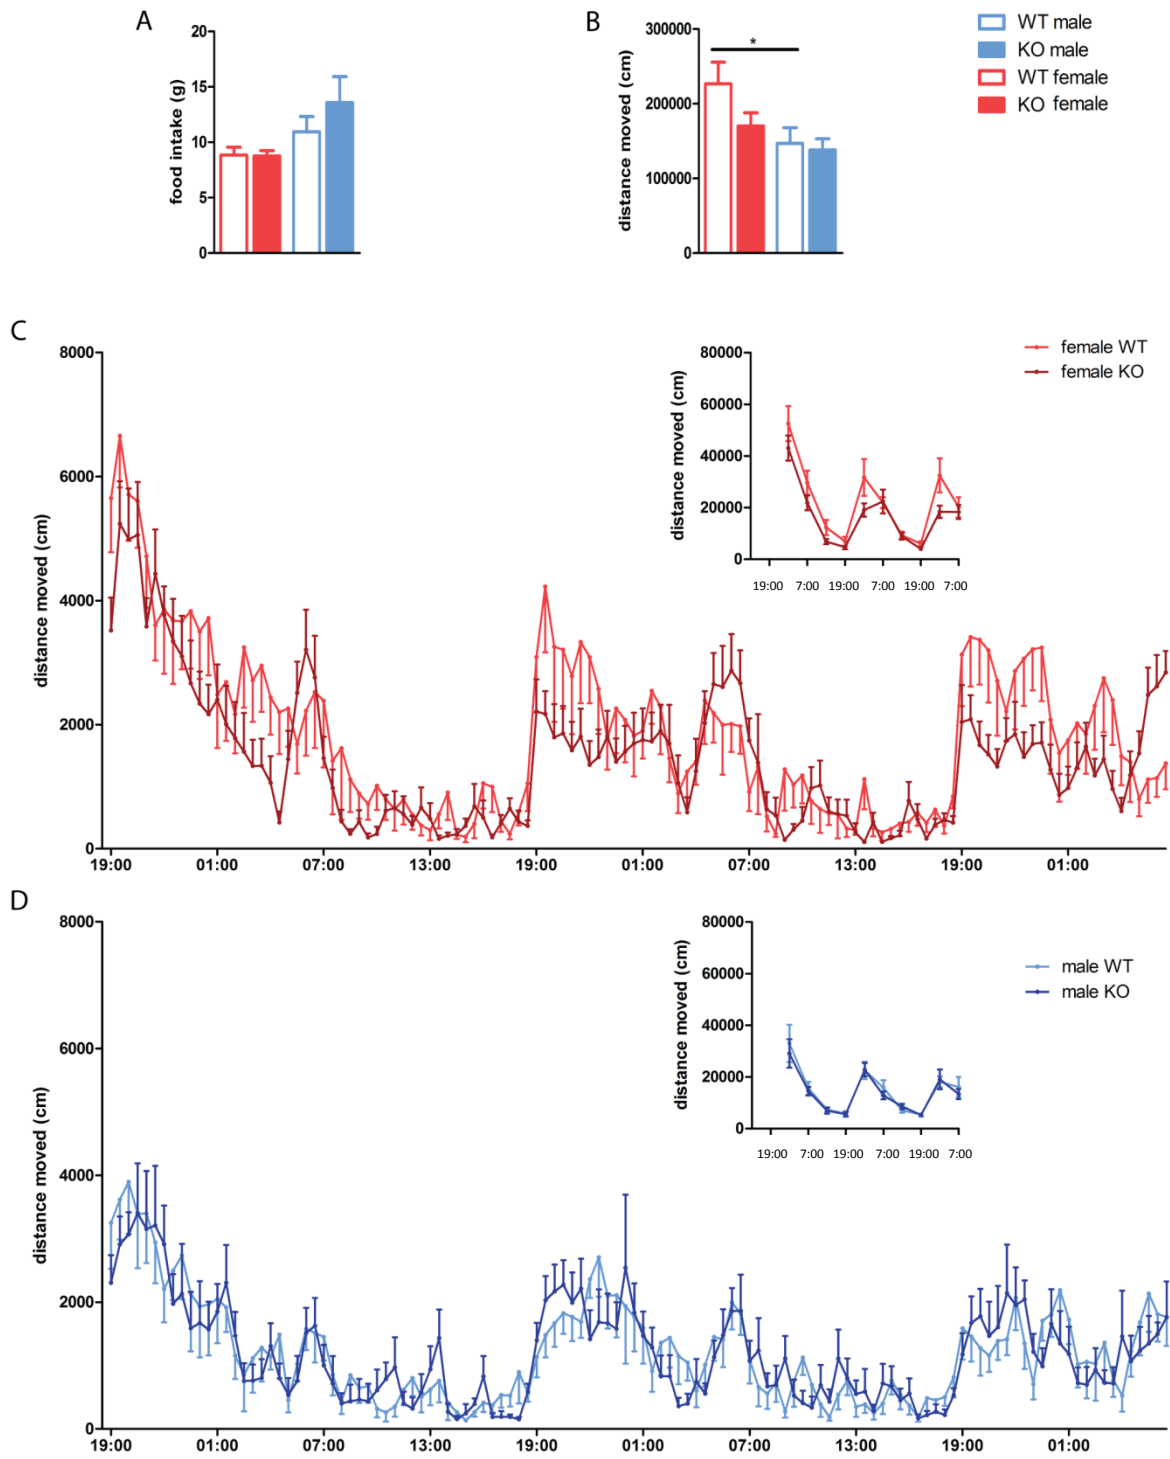 A
food intake (g)
20
15
10
5
0
B
distance moved (cm)
300000
200000
100000
0
*
WT male
KO male
WT female
KO female
C
distance moved (cm)
8000
6000
4000
2000
0
19:00 01:00 07:00 13:00 19:00 01:00 07:00 13:00 19:00 01:00
distance moved (cm)
80000
60000
40000
20000
0
19:00 7:00 19:00 7:00 19:00 7:00
female WT
female KO
D
distance moved (cm)
8000
6000
4000
2000
0
19:00 01:00 07:00 13:00 19:00 01:00 07:00 13:00 19:00 01:00
distance moved (cm)
80000
60000
40000
20000
0
19:00 7:00 19:00 7:00 19:00 7:00
male WT
male KO